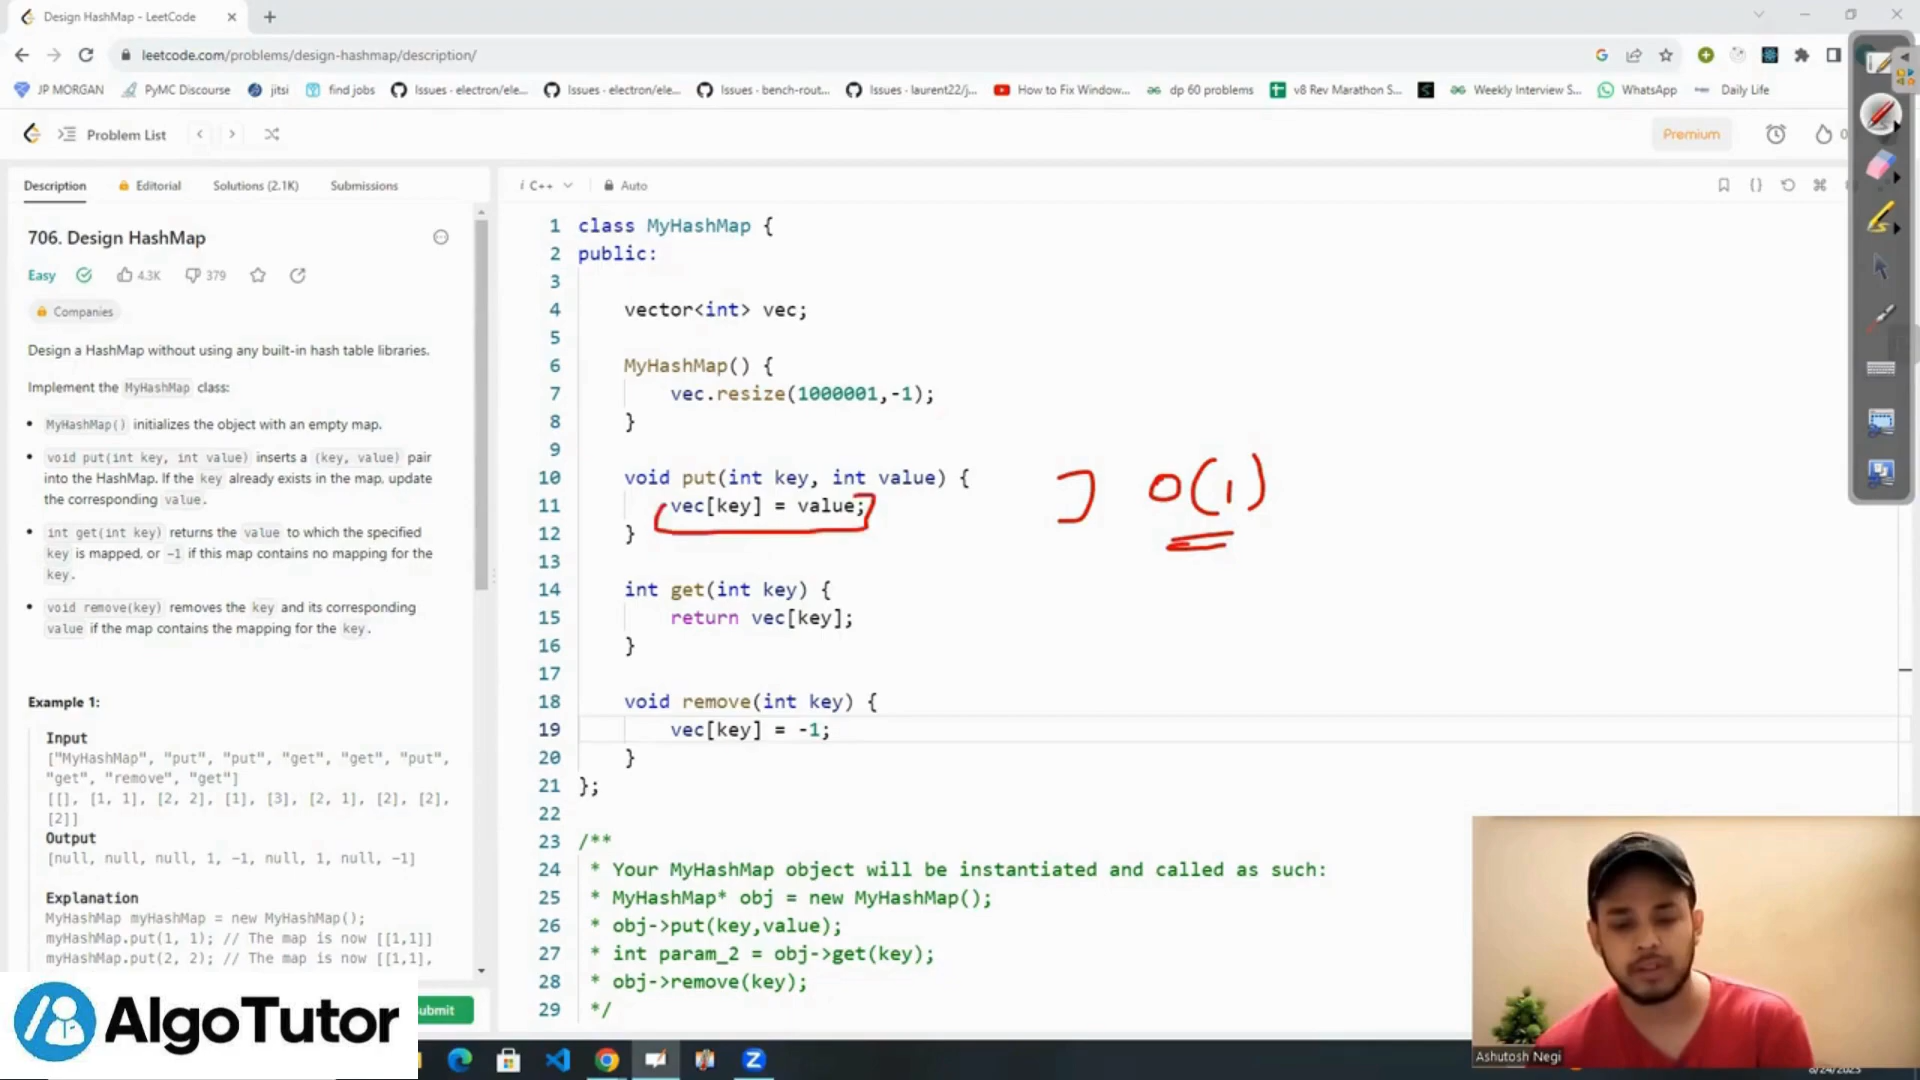 Design HashMap - LeetCode
leetcode.com/problems/design-hashmap/description/
JP MORGAN
PyMC Discourse
jitsi
find jobs
Issues · electron/ele...
Issues · electron/ele...
Issues · bench-rout...
Issues · laurent22/j...
How to Fix Window...
dp 60 problems
v8 Rev Marathon S...
Weekly Interview S...
WhatsApp
Daily Life
Problem List
Premium
0
Description
Editorial
Solutions (2.1K)
Submissions
i C++
Auto
706. Design HashMap
Easy
4.3K
379
Companies
Design a HashMap without using any built-in hash table libraries.
Implement the MyHashMap class:
• MyHashMap() initializes the object with an empty map.
• void put(int key, int value) inserts a (key, value) pair
into the HashMap. If the key already exists in the map, update
the corresponding value.
• int get(int key) returns the value to which the specified
key is mapped, or -1 if this map contains no mapping for the
key.
• void remove(key) removes the key and its corresponding
value if the map contains the mapping for the key.
Example 1:
Input
["MyHashMap", "put", "put", "get", "get", "put",
"get", "remove", "get"]
[[], [1, 1], [2, 2], [1], [3], [2, 1], [2], [2],
[2]]
Output
[null, null, null, 1, -1, null, 1, null, -1]
Explanation
MyHashMap myHashMap = new MyHashMap();
myHashMap.put(1, 1); // The map is now [[1,1]]
myHashMap.put(2, 2); // The map is now [[1,1],
1 class MyHashMap {
2 public:
3
4 vector<int> vec;
5
6 MyHashMap() {
7 vec.resize(1000001,-1);
8 }
9
10 void put(int key, int value) {
11 vec[key] = value;
12 }
13
14 int get(int key) {
15 return vec[key];
16 }
17
18 void remove(int key) {
19 vec[key] = -1;
20 }
21 };
22
23 /**
24 * Your MyHashMap object will be instantiated and called as such:
25 * MyHashMap* obj = new MyHashMap();
26 * obj->put(key,value);
27 * int param_2 = obj->get(key);
28 * obj->remove(key);
29 */
O(1)
AlgoTutor
ubmit
Ashutosh Negi